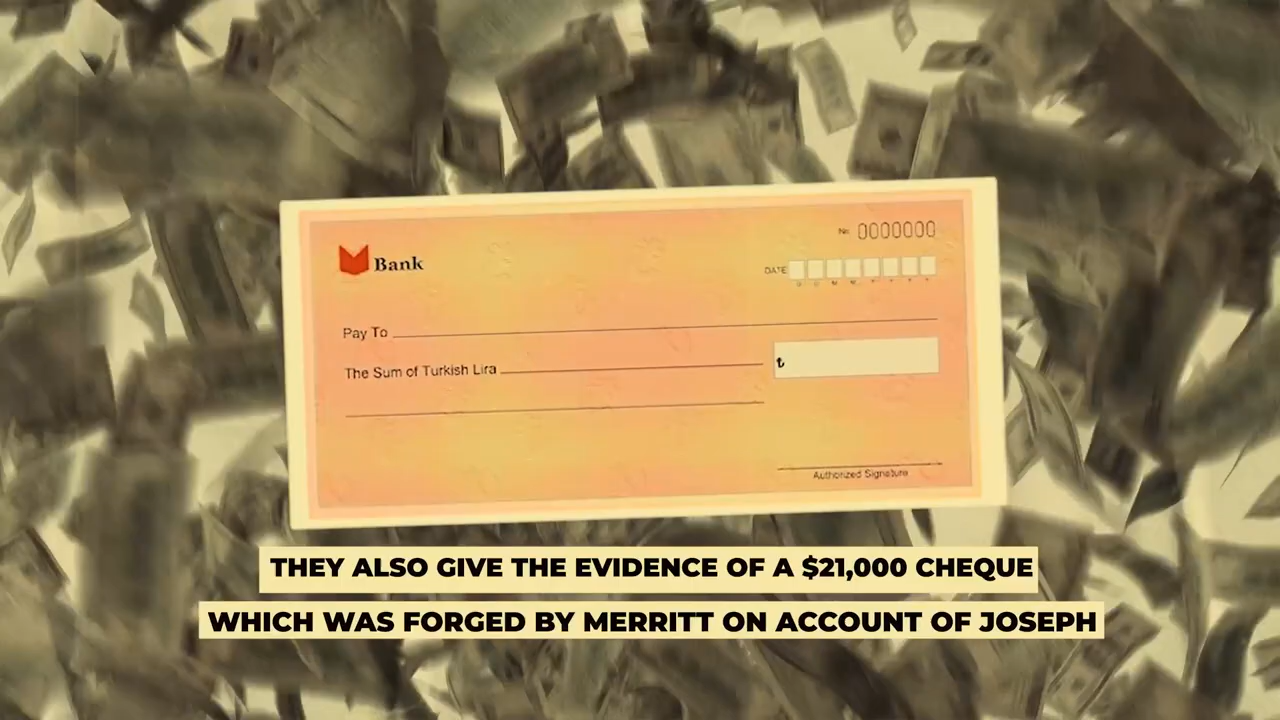 Bank
No 0000000
DATE
D D M M Y Y Y Y
Pay To
The Sum of Turkish Lira
₺
Authorized Signature
THEY ALSO GIVE THE EVIDENCE OF A $21,000 CHEQUE
WHICH WAS FORGED BY MERRITT ON ACCOUNT OF JOSEPH